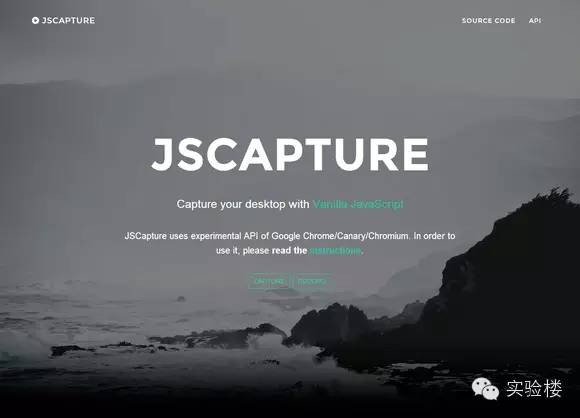 JSCAPTURE
SOURCE CODE API
JSCAPTURE
Capture your desktop with Vanilla JavaScript
JSCapture uses experimental API of Google Chrome/Canary/Chromium. In order to
use it, please read the instructions.
CAPTURE RECORD
实验楼